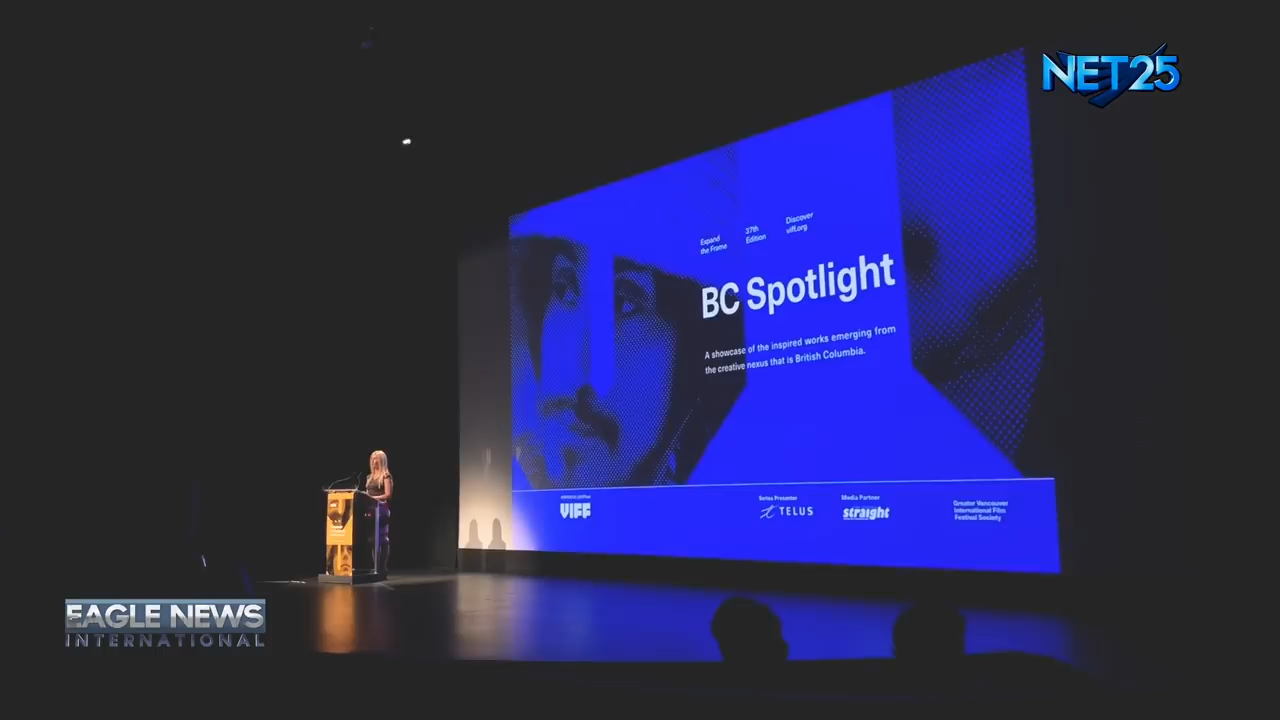 NET25
Expand
the Frame
37th
Edition
Discover
viff.org
BC Spotlight
A showcase of the inspired works emerging from
the creative nexus that is British Columbia.
VIFF
Series Presenter
TELUS
Media Partner
straight
Greater Vancouver
International Film
Festival Society
EAGLE NEWS
INTERNATIONAL